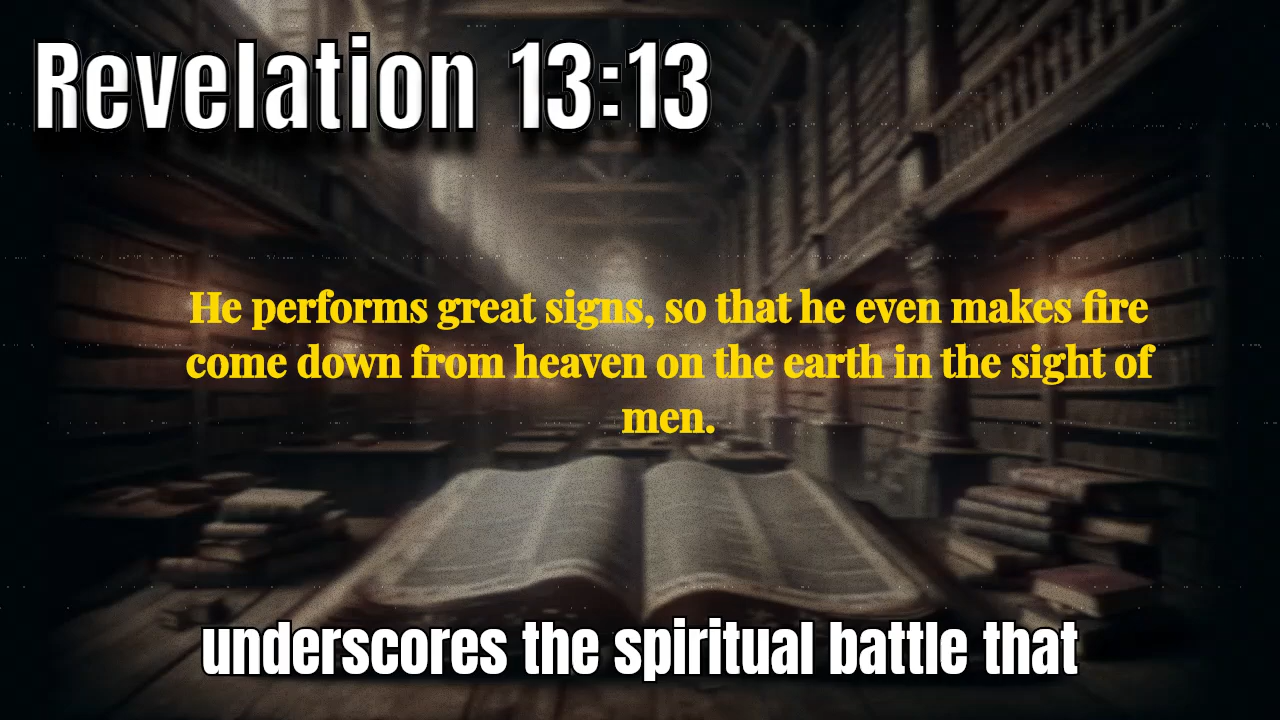 Revelation 13:13
He performs great signs, so that he even makes fire
come down from heaven on the earth in the sight of
men.
underscores the spiritual battle that